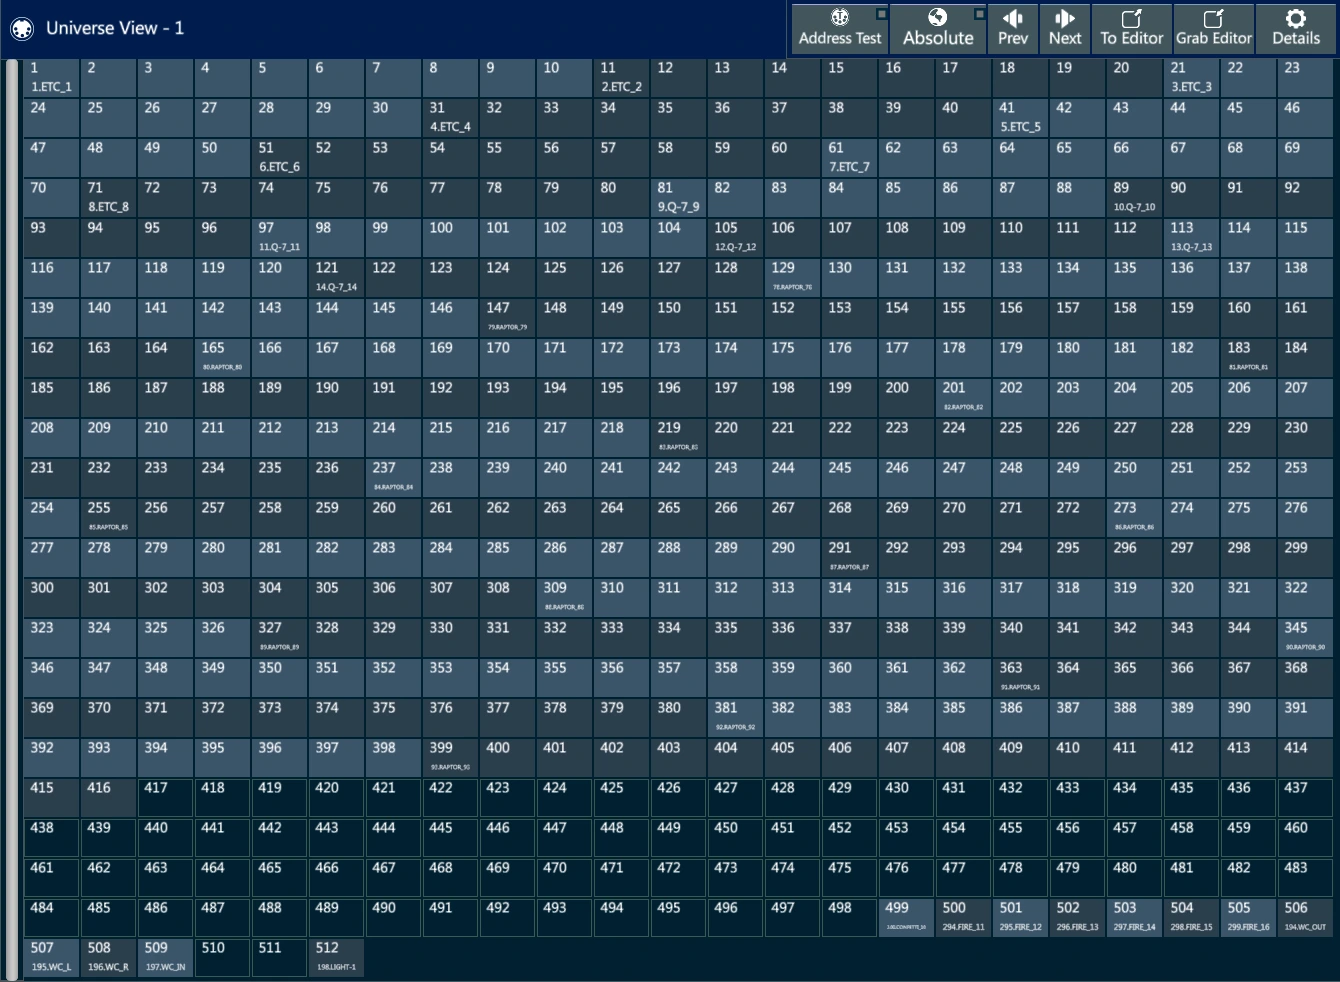 Universe View - 1
Address Test Absolute Prev Next To Editor Grab Editor Details
1 2 3 4 5 6 7 8 9 10 11 12 13 14 15 16 17 18 19 20 21 22 23
1.ETC_1 2.ETC_2 3.ETC_3
24 25 26 27 28 29 30 31 32 33 34 35 36 37 38 39 40 41 42 43 44 45 46
4.ETC_4 5.ETC_5
47 48 49 50 51 52 53 54 55 56 57 58 59 60 61 62 63 64 65 66 67 68 69
6.ETC_6 7.ETC_7
70 71 72 73 74 75 76 77 78 79 80 81 82 83 84 85 86 87 88 89 90 91 92
8.ETC_8 9.Q-7_9 10.Q-7_10
93 94 95 96 97 98 99 100 101 102 103 104 105 106 107 108 109 110 111 112 113 114 115
11.Q-7_11 12.Q-7_12 13.Q-7_13
116 117 118 119 120 121 122 123 124 125 126 127 128 129 130 131 132 133 134 135 136 137 138
14.Q-7_14 78.RAPTOR_78
139 140 141 142 143 144 145 146 147 148 149 150 151 152 153 154 155 156 157 158 159 160 161
79.RAPTOR_79
162 163 164 165 166 167 168 169 170 171 172 173 174 175 176 177 178 179 180 181 182 183 184
80.RAPTOR_80 81.RAPTOR_81
185 186 187 188 189 190 191 192 193 194 195 196 197 198 199 200 201 202 203 204 205 206 207
82.RAPTOR_82
208 209 210 211 212 213 214 215 216 217 218 219 220 221 222 223 224 225 226 227 228 229 230
83.RAPTOR_83
231 232 233 234 235 236 237 238 239 240 241 242 243 244 245 246 247 248 249 250 251 252 253
84.RAPTOR_84
254 255 256 257 258 259 260 261 262 263 264 265 266 267 268 269 270 271 272 273 274 275 276
85.RAPTOR_85 86.RAPTOR_86
277 278 279 280 281 282 283 284 285 286 287 288 289 290 291 292 293 294 295 296 297 298 299
87.RAPTOR_87
300 301 302 303 304 305 306 307 308 309 310 311 312 313 314 315 316 317 318 319 320 321 322
88.RAPTOR_88
323 324 325 326 327 328 329 330 331 332 333 334 335 336 337 338 339 340 341 342 343 344 345
89.RAPTOR_89 90.RAPTOR_90
346 347 348 349 350 351 352 353 354 355 356 357 358 359 360 361 362 363 364 365 366 367 368
91.RAPTOR_91
369 370 371 372 373 374 375 376 377 378 379 380 381 382 383 384 385 386 387 388 389 390 391
92.RAPTOR_92
392 393 394 395 396 397 398 399 400 401 402 403 404 405 406 407 408 409 410 411 412 413 414
93.RAPTOR_93
415 416 417 418 419 420 421 422 423 424 425 426 427 428 429 430 431 432 433 434 435 436 437
438 439 440 441 442 443 444 445 446 447 448 449 450 451 452 453 454 455 456 457 458 459 460
461 462 463 464 465 466 467 468 469 470 471 472 473 474 475 476 477 478 479 480 481 482 483
484 485 486 487 488 489 490 491 492 493 494 495 496 497 498 499 500 501 502 503 504 505 506
294.FIRE_11 295.FIRE_12 296.FIRE_13 297.FIRE_14 298.FIRE_15 299.FIRE_16 194.WC_OUT
507 508 509 510 511 512
195.WC_L 196.WC_R 197.WC_IN 198.LIGHT-1